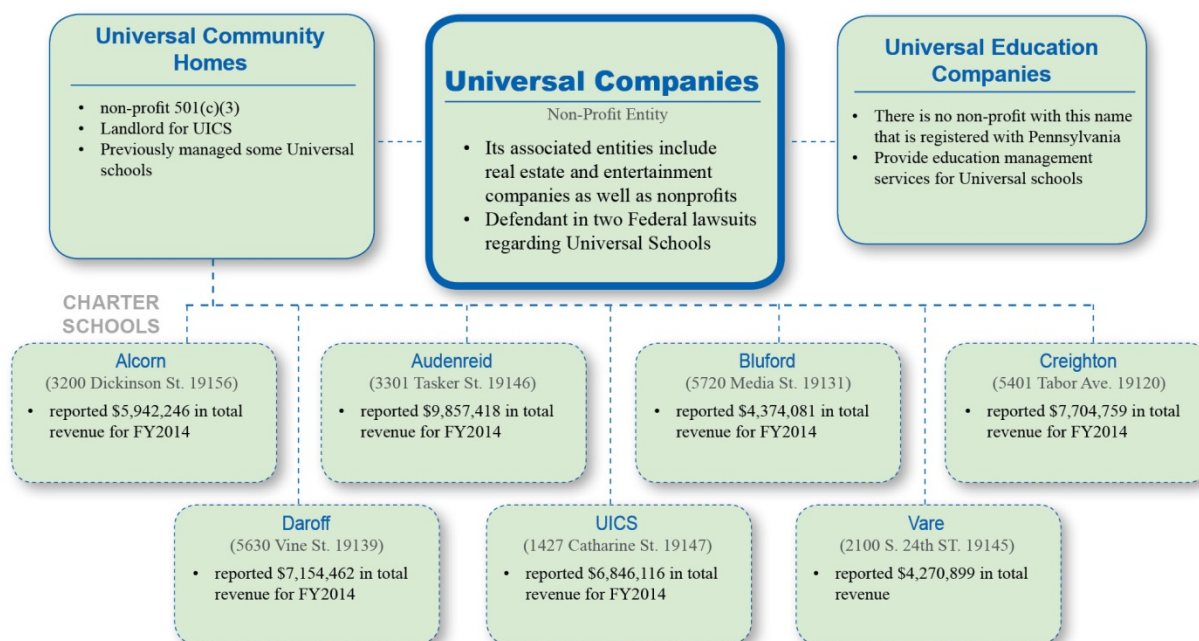 Universal Community
Homes
• non-profit 501(c)(3)
• Landlord for UICS
• Previously managed some Universal
schools
Universal Companies
Non-Profit Entity
• Its associated entities include
real estate and entertainment
companies as well as nonprofits
• Defendant in two Federal lawsuits
regarding Universal Schools
Universal Education
Companies
• There is no non-profit with this name
that is registered with Pennsylvania
• Provide education management
services for Universal schools
CHARTER
SCHOOLS
Alcorn
(3200 Dickinson St. 19156)
• reported $5,942,246 in total
revenue for FY2014
Audenreid
(3301 Tasker St. 19146)
• reported $9,857,418 in total
revenue for FY2014
Bluford
(5720 Media St. 19131)
• reported $4,374,081 in total
revenue for FY2014
Creighton
(5401 Tabor Ave. 19120)
• reported $7,704,759 in total
revenue for FY2014
Daroff
(5630 Vine St. 19139)
• reported $7,154,462 in total
revenue for FY2014
UICS
(1427 Catharine St. 19147)
• reported $6,846,116 in total
revenue for FY2014
Vare
(2100 S. 24th ST. 19145)
• reported $4,270,899 in total
revenue